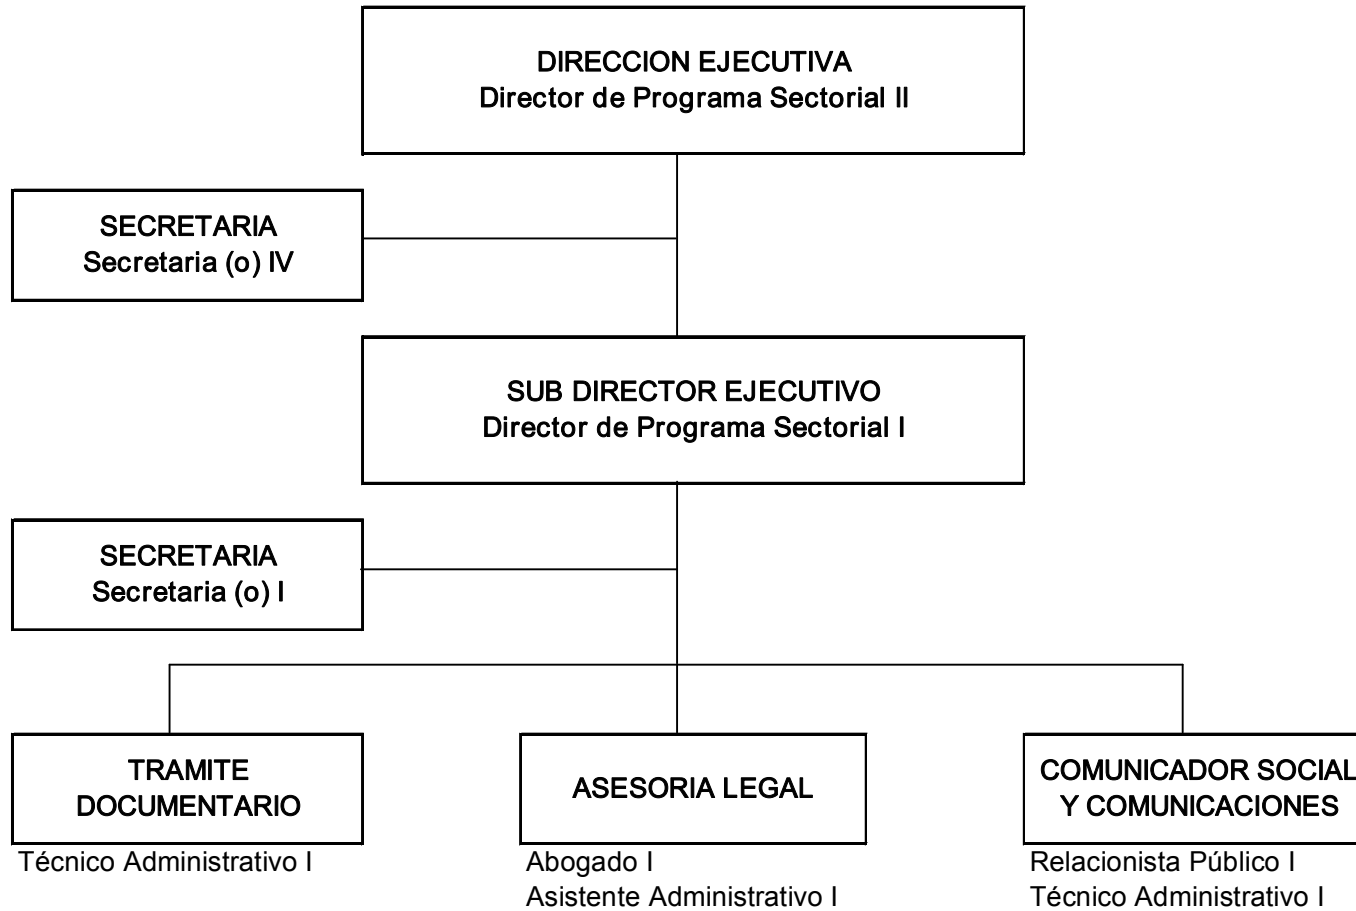 DIRECCION EJECUTIVA
Director de Programa Sectorial II
SECRETARIA
Secretaria (o) IV
SUB DIRECTOR EJECUTIVO
Director de Programa Sectorial I
SECRETARIA
Secretaria (o) I
TRAMITE
DOCUMENTARIO
Técnico Administrativo I
ASESORIA LEGAL
Abogado I
Asistente Administrativo I
COMUNICADOR SOCIAL
Y COMUNICACIONES
Relacionista Público I
Técnico Administrativo I